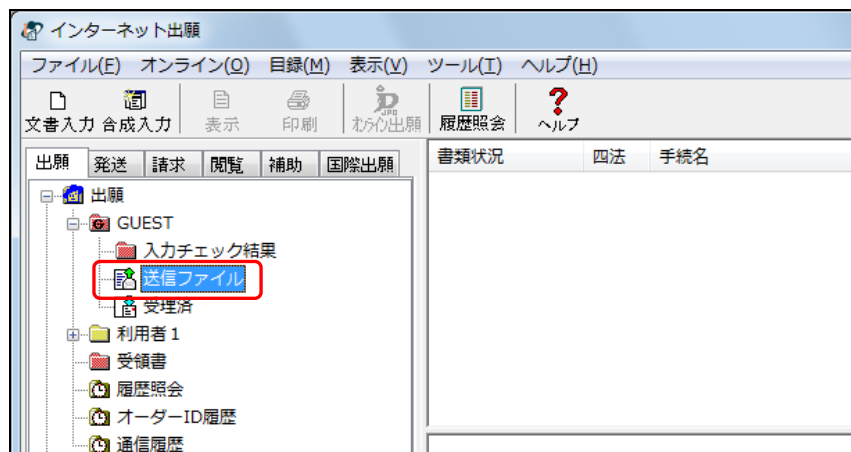 インターネット出願
ファイル(F) オンライン(O) 目録(M) 表示(V) ツール(T) ヘルプ(H)
文書入力 合成入力 表示 印刷 オンライン出願 履歴照会 ヘルプ
出願 発送 請求 閲覧 補助 国際出願
書類状況 四法 手続名
出願
GUEST
入力チェック結果
送信ファイル
受理済
利用者1
受領書
履歴照会
オーダーID履歴
通信履歴